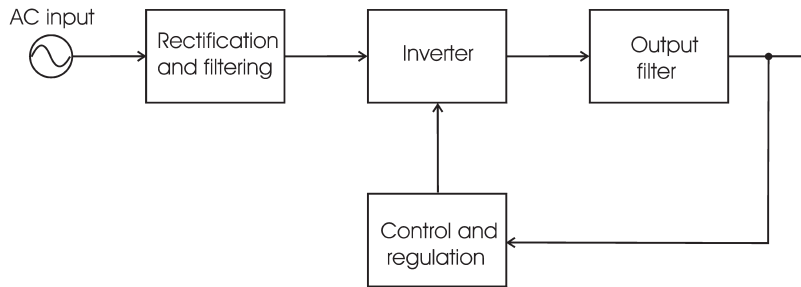 AC input
Rectification
and filtering
Inverter
Output
filter
Control and
regulation